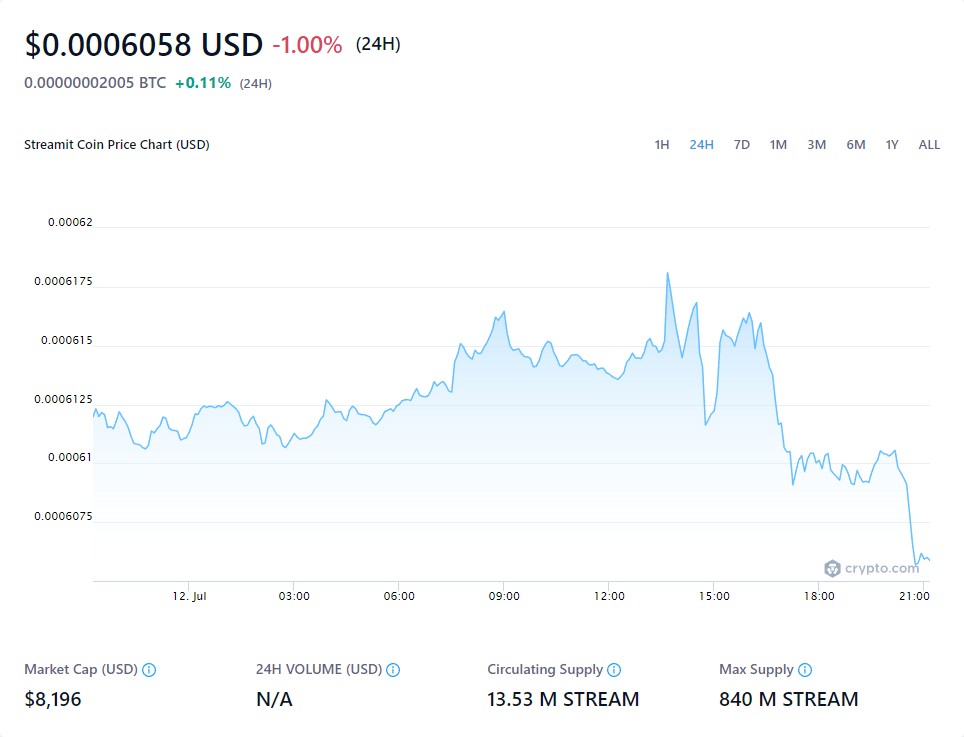 $0.0006058 USD -1.00% (24H)
0.00000002005 BTC +0.11% (24H)
Streamit Coin Price Chart (USD)
1H 24H 7D 1M 3M 6M 1Y ALL
0.00062
0.0006175
0.000615
0.0006125
0.00061
0.0006075
crypto.com
12. Jul 03:00 06:00 09:00 12:00 15:00 18:00 21:00
Market Cap (USD) 24H VOLUME (USD) Circulating Supply Max Supply
$8,196 N/A 13.53 M STREAM 840 M STREAM